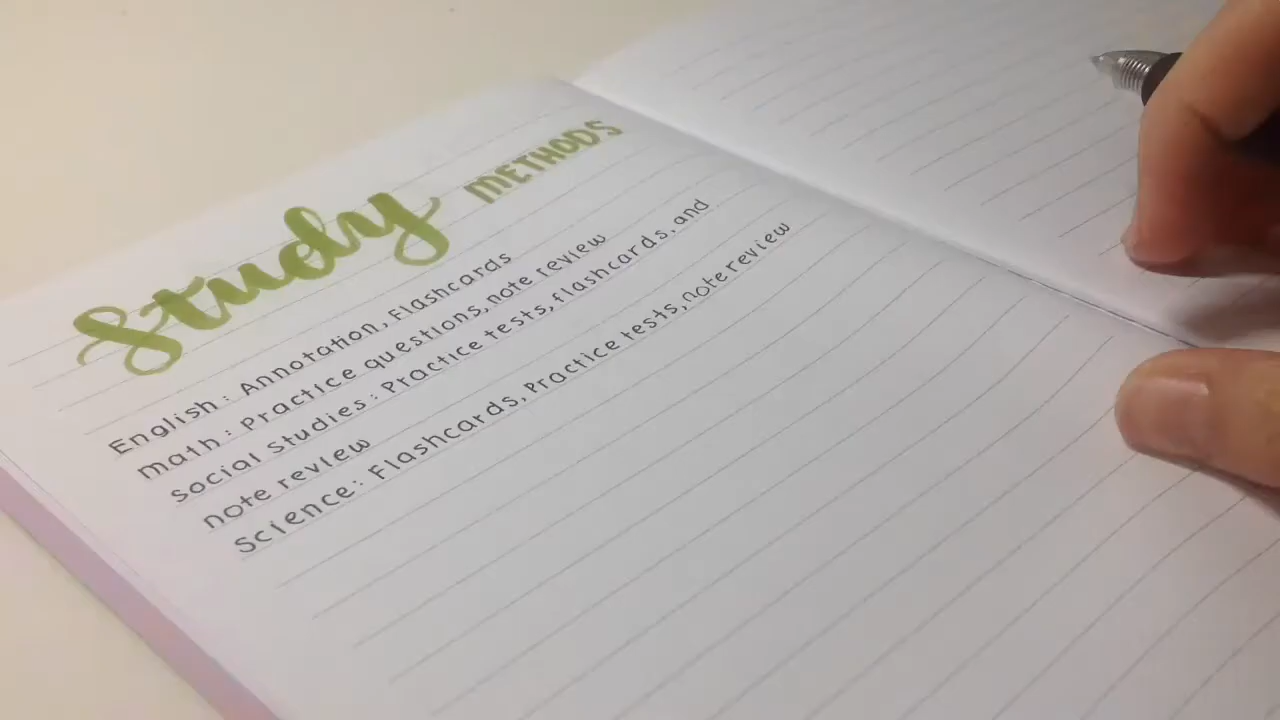 Study METHODS
English: Annotation, Flashcards
math: Practice questions, note review
social Studies: Practice tests, flashcards, and
note review
Science: Flashcards, Practice tests, note review